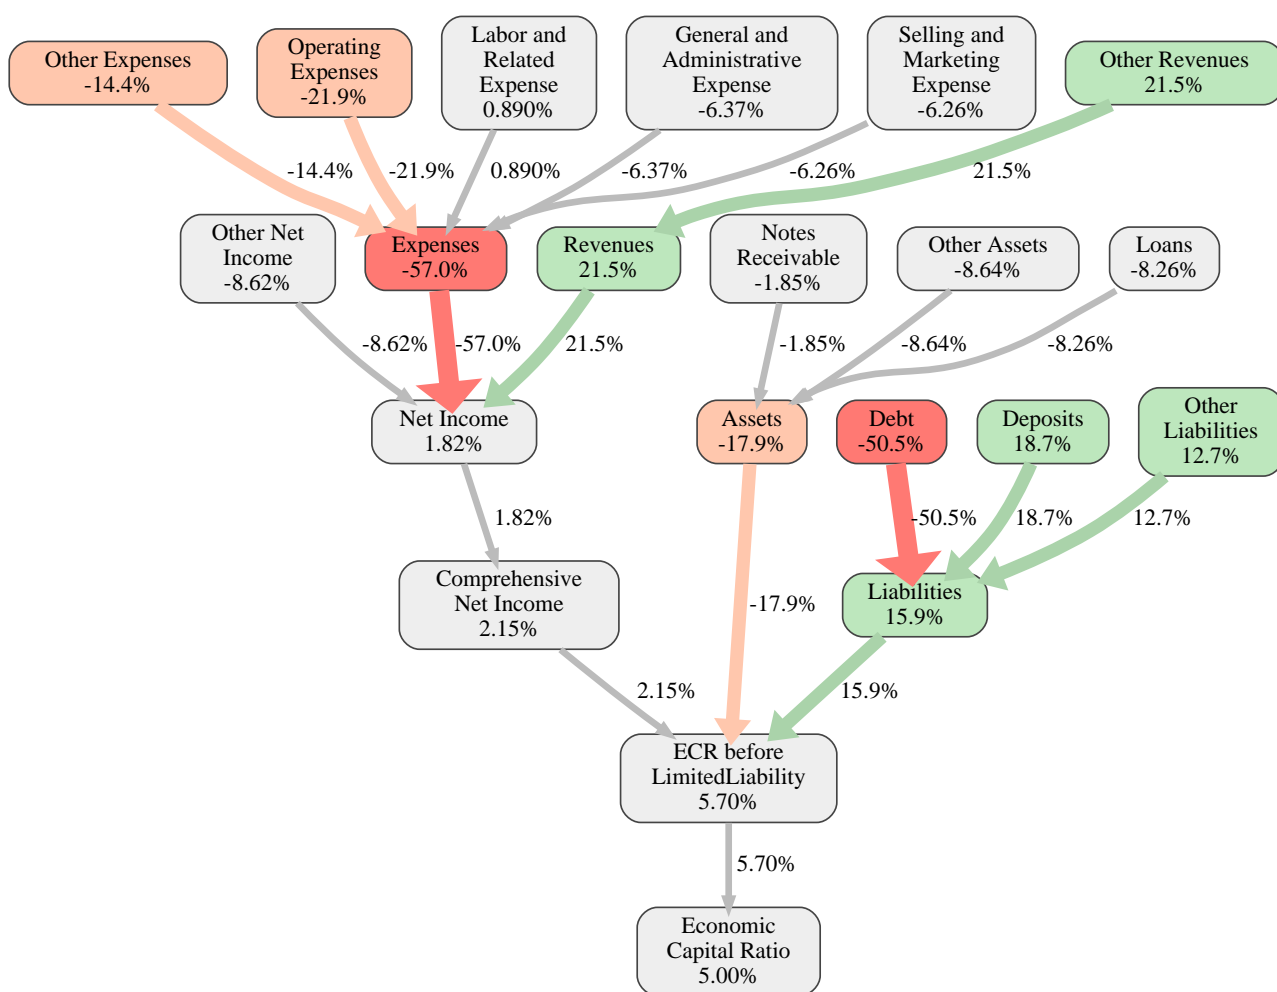 Other Expenses
-14.4%
Operating
Expenses
-21.9%
Labor and
Related
Expense
0.890%
General and
Administrative
Expense
-6.37%
Selling and
Marketing
Expense
-6.26%
Other Revenues
21.5%
-14.4%
-21.9%
0.890%
-6.37%
-6.26%
21.5%
Other Net
Income
-8.62%
Expenses
-57.0%
Revenues
21.5%
Notes
Receivable
-1.85%
Other Assets
-8.64%
Loans
-8.26%
-8.62%
-57.0%
21.5%
-1.85%
-8.64%
-8.26%
Net Income
1.82%
Assets
-17.9%
Debt
-50.5%
Deposits
18.7%
Other
Liabilities
12.7%
1.82%
-50.5%
18.7%
12.7%
Comprehensive
Net Income
2.15%
-17.9%
Liabilities
15.9%
2.15%
15.9%
ECR before
LimitedLiability
5.70%
5.70%
Economic
Capital Ratio
5.00%